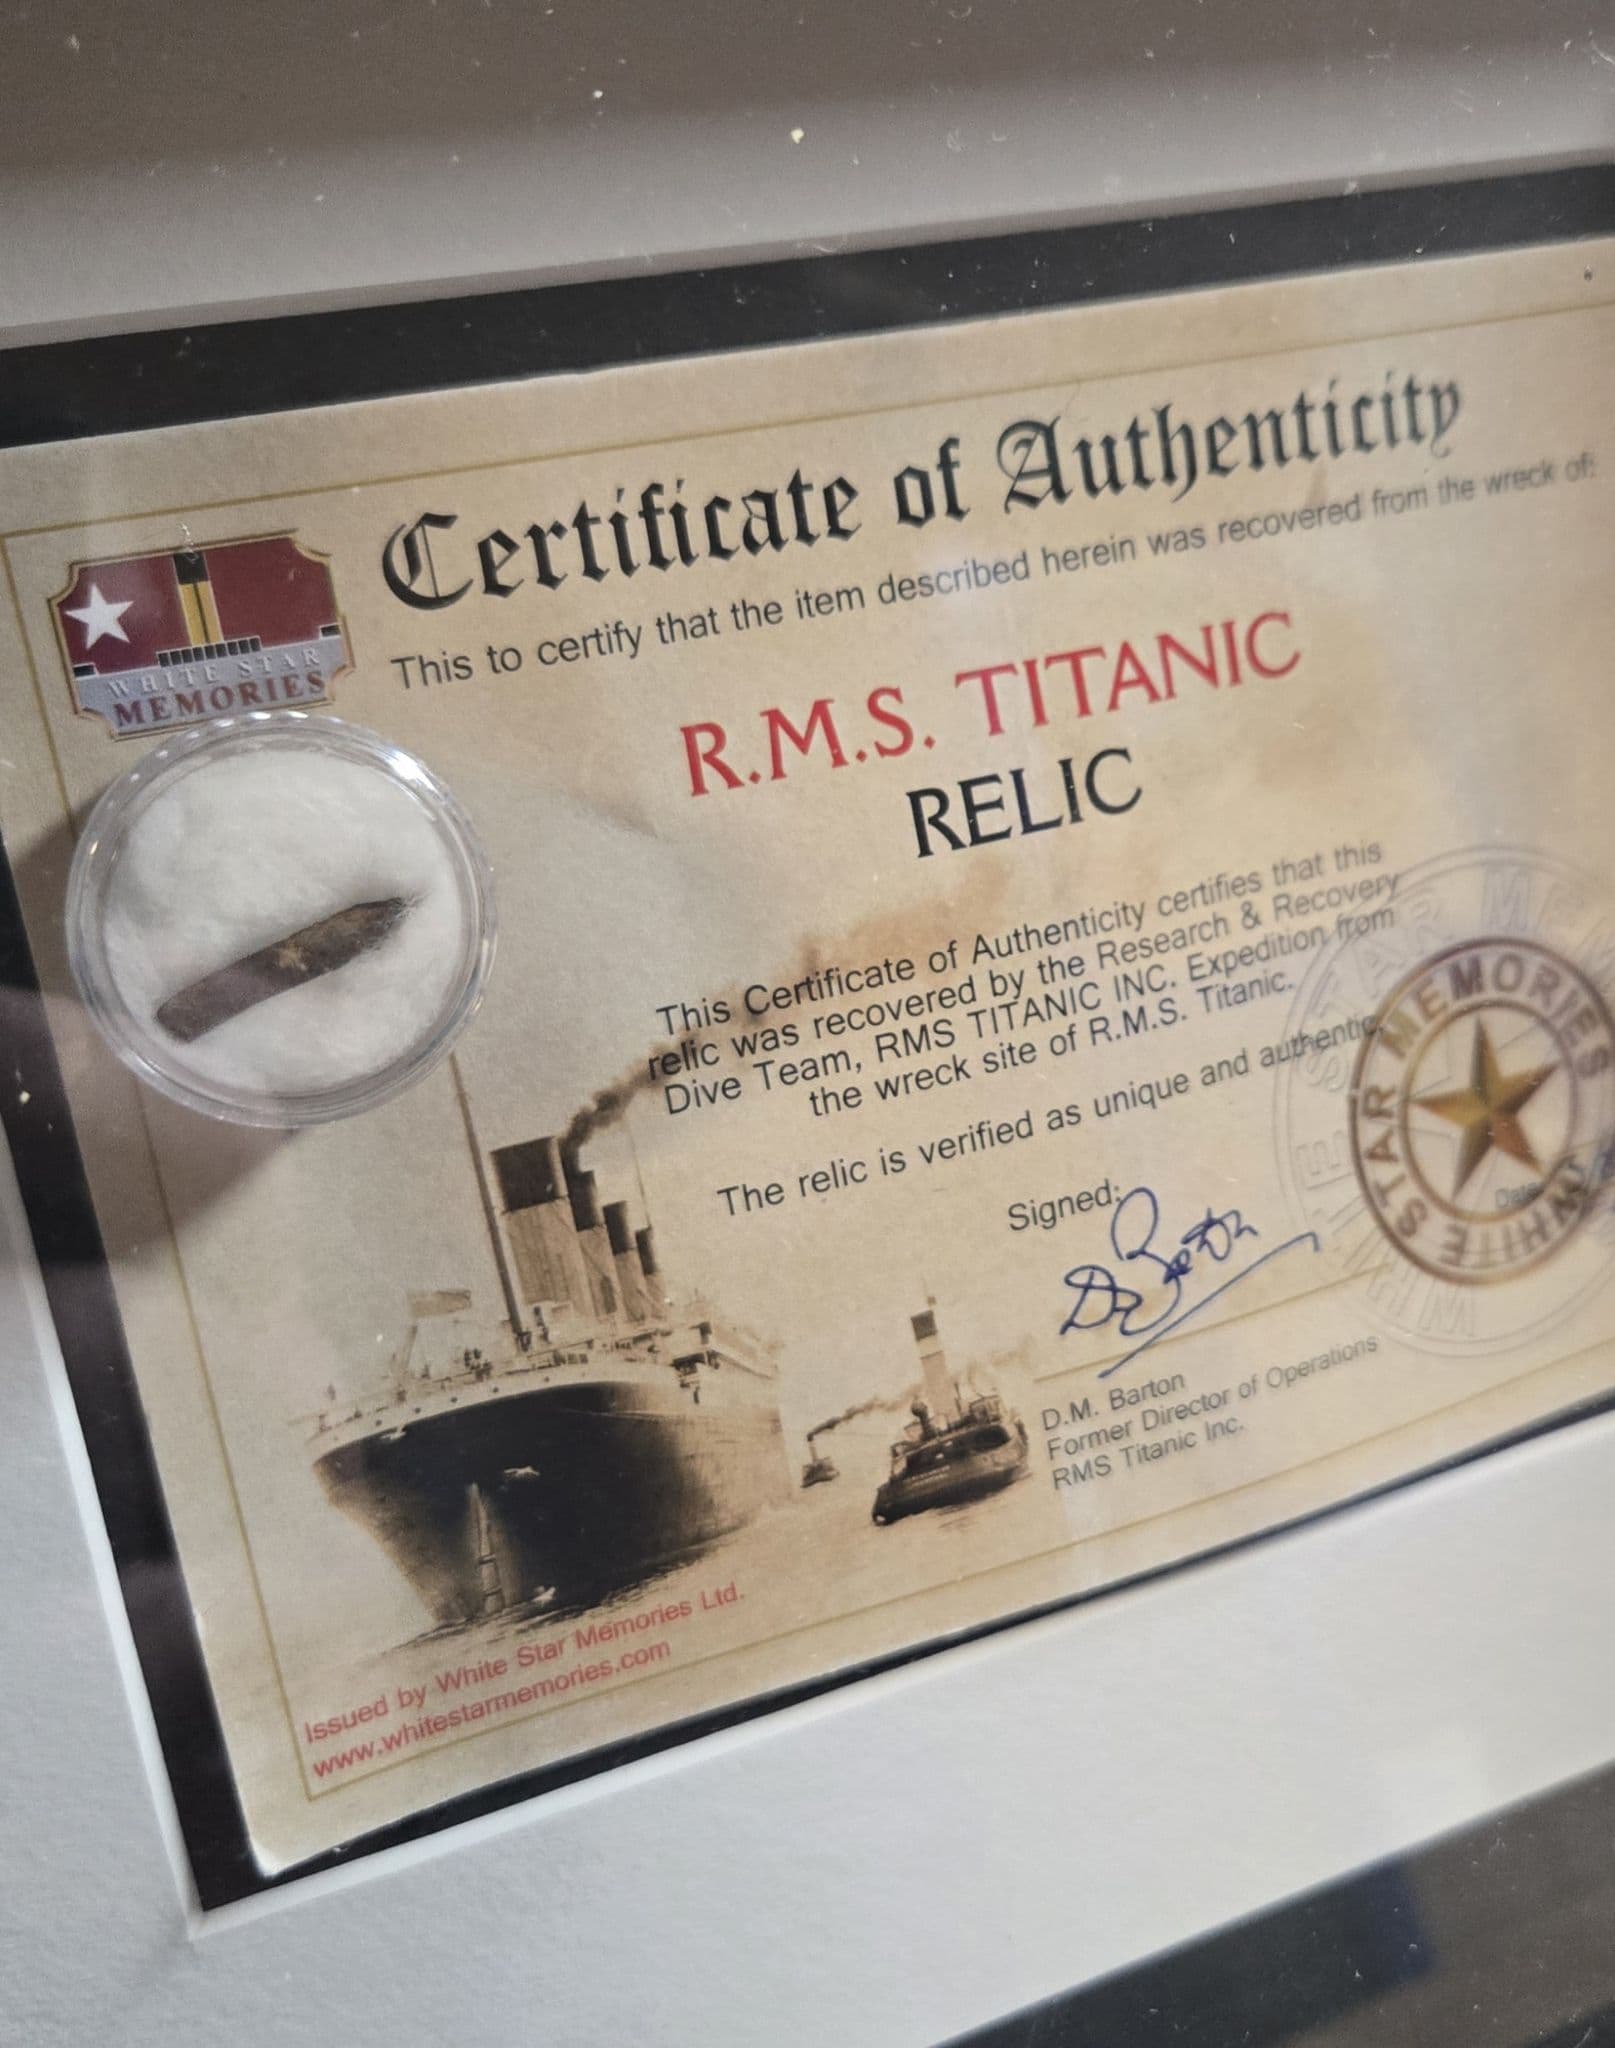 Certificate of Authenticity
This to certify that the item described herein was recovered from the wreck of:
WHITE STAR
MEMORIES
R.M.S. TITANIC
RELIC
This Certificate of Authenticity certifies that this
relic was recovered by the Research & Recovery
Dive Team, RMS TITANIC INC. Expedition from
the wreck site of R.M.S. Titanic.
The relic is verified as unique and authentic.
Signed:
D Barton
Date
WHITE STAR MEMORIES
D.M. Barton
Former Director of Operations
RMS Titanic Inc.
Issued by White Star Memories Ltd.
www.whitestarmemories.com